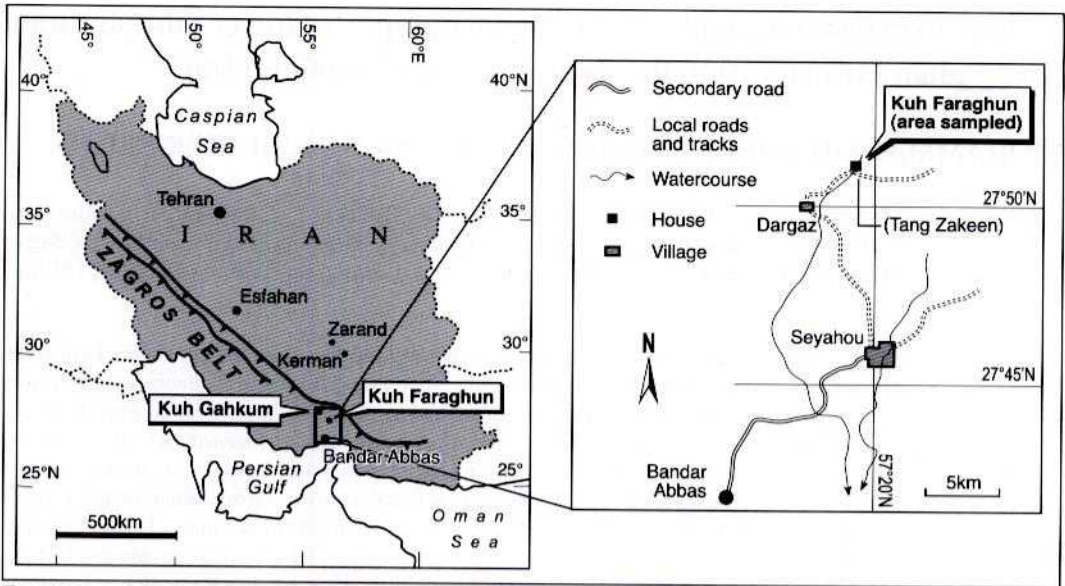 45°
50°
55°
60°E
40°
40°N
Caspian
Sea
Tehran
35°
35°
I R A N
ZAGROS BELT
Esfahan
Zarand
30°
30°
Kerman
Kuh Gahkum
Kuh Faraghun
Bandar Abbas
Persian
Gulf
25°N
25°
500km
Oman
Sea
Secondary road
Local roads
and tracks
Watercourse
House
Village
Kuh Faraghun
(area sampled)
27°50'N
Dargaz
(Tang Zakeen)
Seyahou
N
27°45'N
Bandar
Abbas
57°20'N
5km